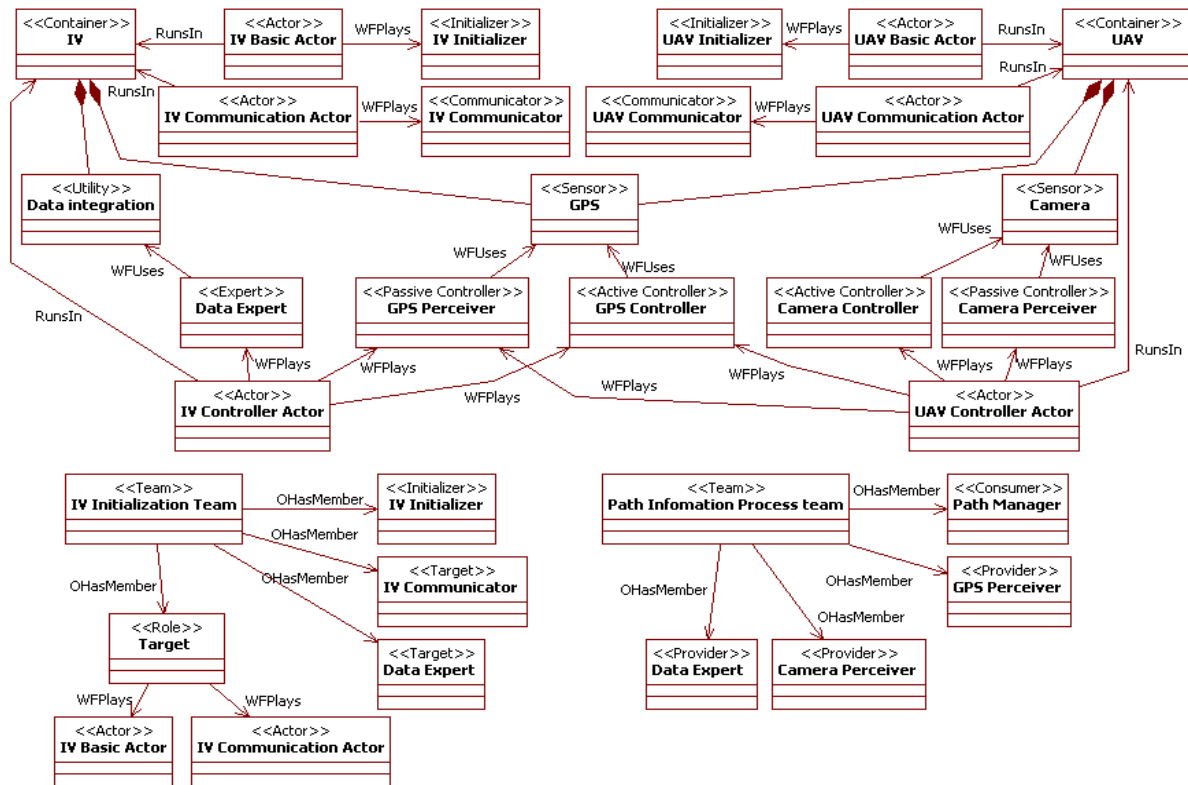 <<Container>>
IV
RunsIn
<<Actor>>
IV Basic Actor
WFPlays
<<Initializer>>
IV Initializer
<<Initializer>>
UAV Initializer
WFPlays
<<Actor>>
UAV Basic Actor
RunsIn
<<Container>>
UAV
RunsIn
<<Actor>>
IV Communication Actor
WFPlays
<<Communicator>>
IV Communicator
<<Communicator>>
UAV Communicator
WFPlays
<<Actor>>
UAV Communication Actor
RunsIn
<<Utility>>
Data integration
<<Sensor>>
GPS
<<Sensor>>
Camera
WFUses
WFUses
WFUses
WFUses
WFUses
<<Expert>>
Data Expert
<<Passive Controller>>
GPS Perceiver
<<Active Controller>>
GPS Controller
<<Active Controller>>
Camera Controller
<<Passive Controller>>
Camera Perceiver
RunsIn
WFPlays
WFPlays
WFPlays
WFPlays
WFPlays
WFPlays
WFPlays
RunsIn
<<Actor>>
IV Controller Actor
<<Actor>>
UAV Controller Actor
<<Team>>
IV Initialization Team
OHasMember
<<Initializer>>
IV Initializer
OHasMember
<<Target>>
IV Communicator
OHasMember
OHasMember
<<Role>>
Target
<<Target>>
Data Expert
WFPlays
WFPlays
<<Actor>>
IV Basic Actor
<<Actor>>
IV Communication Actor
<<Team>>
Path Infomation Process team
OHasMember
<<Consumer>>
Path Manager
OHasMember
<<Provider>>
GPS Perceiver
OHasMember
OHasMember
<<Provider>>
Data Expert
<<Provider>>
Camera Perceiver